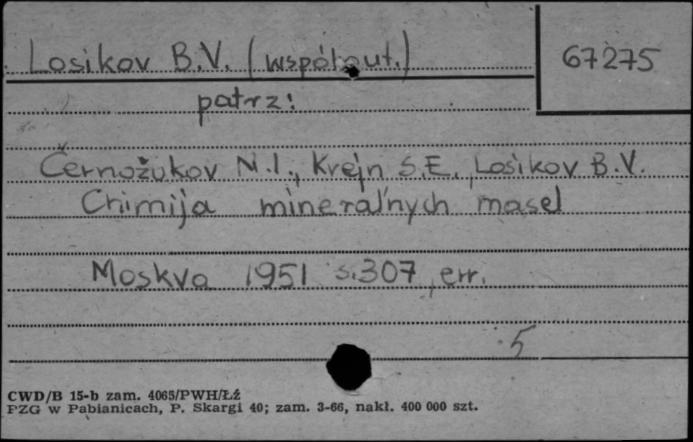 Losikov B.V. (współaut.)
67275
patrz:
Černožukov N.I., Krejn S.E., Losikov B.V.
Chimija mineral'nych masel
Moskva 1951 s.307, err.
5
CWD/B 15-b zam. 4065/PWH/Łź
PZG w Pabianicach, P. Skargi 40; zam. 3-66, nakł. 400 000 szt.